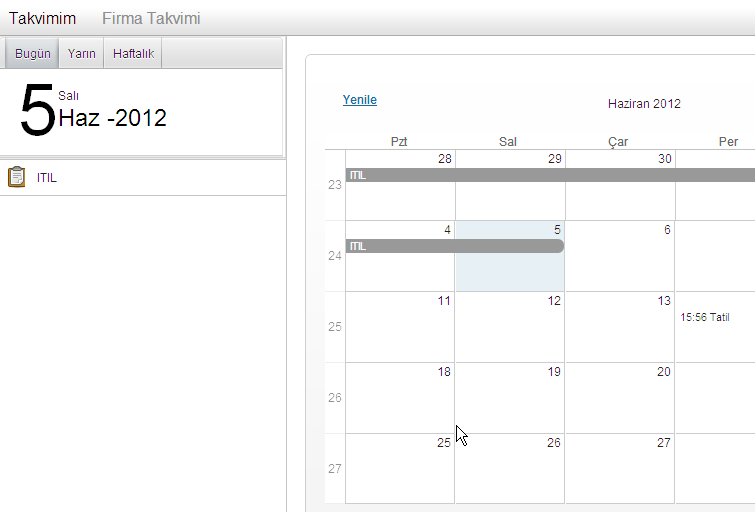 Takvimim Firma Takvimi
Bugün Yarın Haftalık
5 Salı
Haz -2012
ITIL
Yenile Haziran 2012
Pzt Sal Çar Per
28 29 30
23 ITIL
4 5 6
24 ITIL
11 12 13
25 15:56 Tatil
18 19 20
26
25 26 27
27